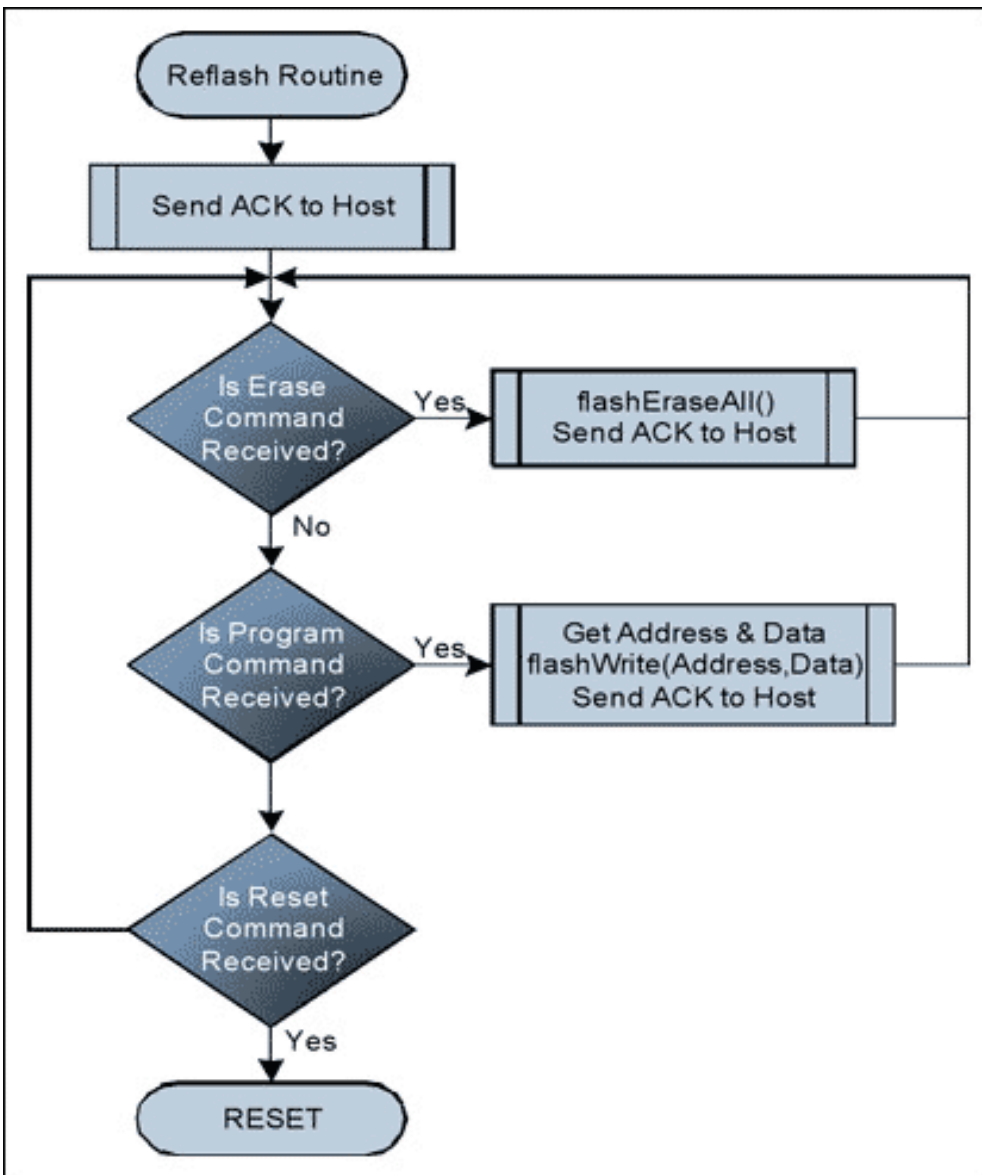 Reflash Routine
Send ACK to Host
Is Erase
Command
Received?
Yes
flashEraseAll()
Send ACK to Host
No
Is Program
Command
Received?
Yes
Get Address & Data
flashWrite(Address,Data)
Send ACK to Host
Is Reset
Command
Received?
Yes
RESET